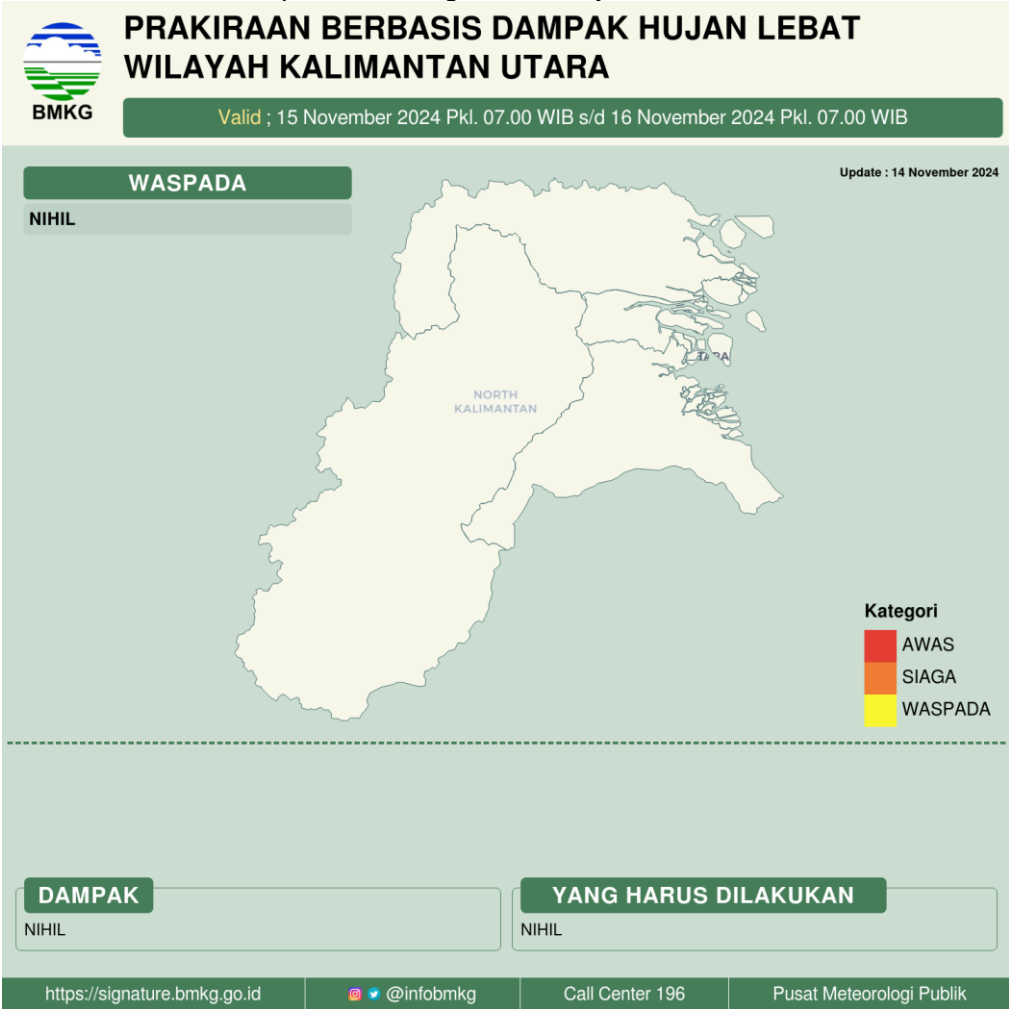 PRAKIRAAN BERBASIS DAMPAK HUJAN LEBAT
WILAYAH KALIMANTAN UTARA
BMKG
Valid ; 15 November 2024 Pkl. 07.00 WIB s/d 16 November 2024 Pkl. 07.00 WIB
WASPADA
Update : 14 November 2024
NIHIL
NORTH
KALIMANTAN
Kategori
AWAS
SIAGA
WASPADA
DAMPAK
NIHIL
YANG HARUS DILAKUKAN
NIHIL
https://signature.bmkg.go.id
@infobmkg
Call Center 196
Pusat Meteorologi Publik